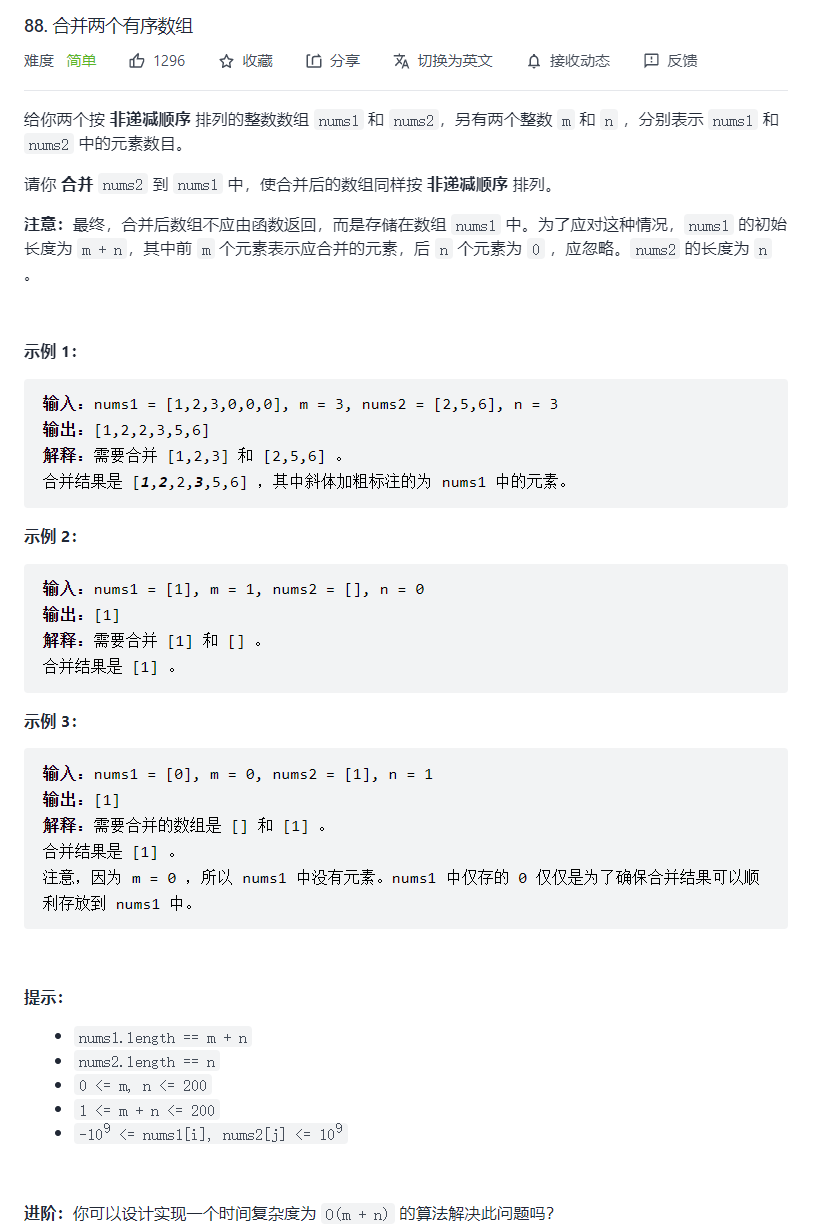 88. 合并两个有序数组
难度 简单 1296 收藏 分享 切换为英文 接收动态 反馈
给你两个按 非递减顺序 排列的整数数组 nums1 和 nums2，另有两个整数 m 和 n ，分别表示 nums1 和
nums2 中的元素数目。
请你 合并 nums2 到 nums1 中，使合并后的数组同样按 非递减顺序 排列。
注意：最终，合并后数组不应由函数返回，而是存储在数组 nums1 中。为了应对这种情况，nums1 的初始
长度为 m + n，其中前 m 个元素表示应合并的元素，后 n 个元素为 0 ，应忽略。nums2 的长度为 n
。
示例 1：
输入：nums1 = [1,2,3,0,0,0], m = 3, nums2 = [2,5,6], n = 3
输出：[1,2,2,3,5,6]
解释：需要合并 [1,2,3] 和 [2,5,6] 。
合并结果是 [1,2,2,3,5,6] ，其中斜体加粗标注的为 nums1 中的元素。
示例 2：
输入：nums1 = [1], m = 1, nums2 = [], n = 0
输出：[1]
解释：需要合并 [1] 和 [] 。
合并结果是 [1] 。
示例 3：
输入：nums1 = [0], m = 0, nums2 = [1], n = 1
输出：[1]
解释：需要合并的数组是 [] 和 [1] 。
合并结果是 [1] 。
注意，因为 m = 0 ，所以 nums1 中没有元素。nums1 中仅存的 0 仅仅是为了确保合并结果可以顺
利存放到 nums1 中。
提示：
nums1.length == m + n
nums2.length == n
0 <= m, n <= 200
1 <= m + n <= 200
-10⁹ <= nums1[i], nums2[j] <= 10⁹
进阶：你可以设计实现一个时间复杂度为 O(m + n) 的算法解决此问题吗？